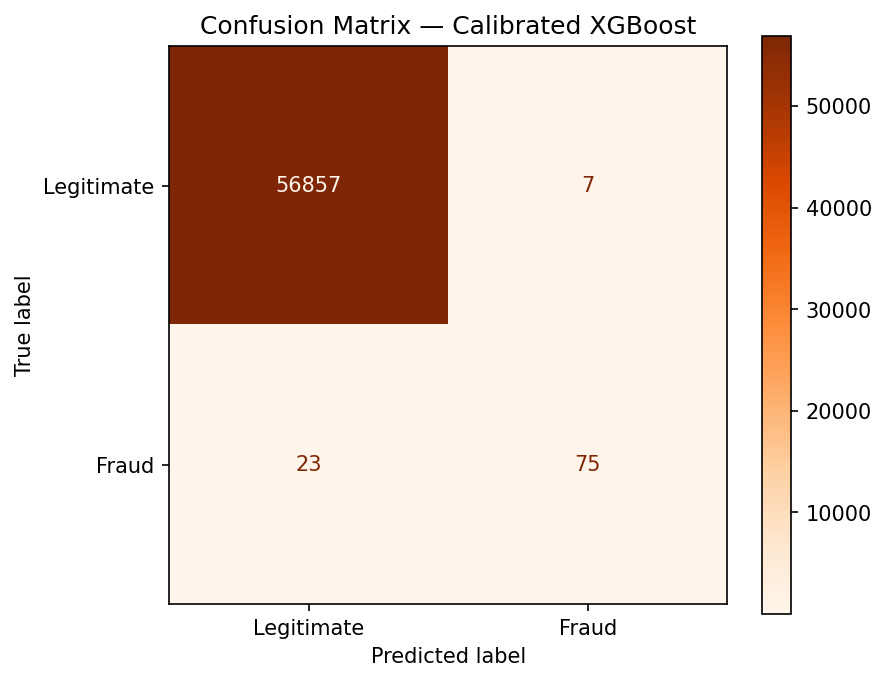 Confusion Matrix — Calibrated XGBoost
True label
Legitimate
Fraud
56857
7
23
75
Legitimate
Fraud
Predicted label
50000
40000
30000
20000
10000